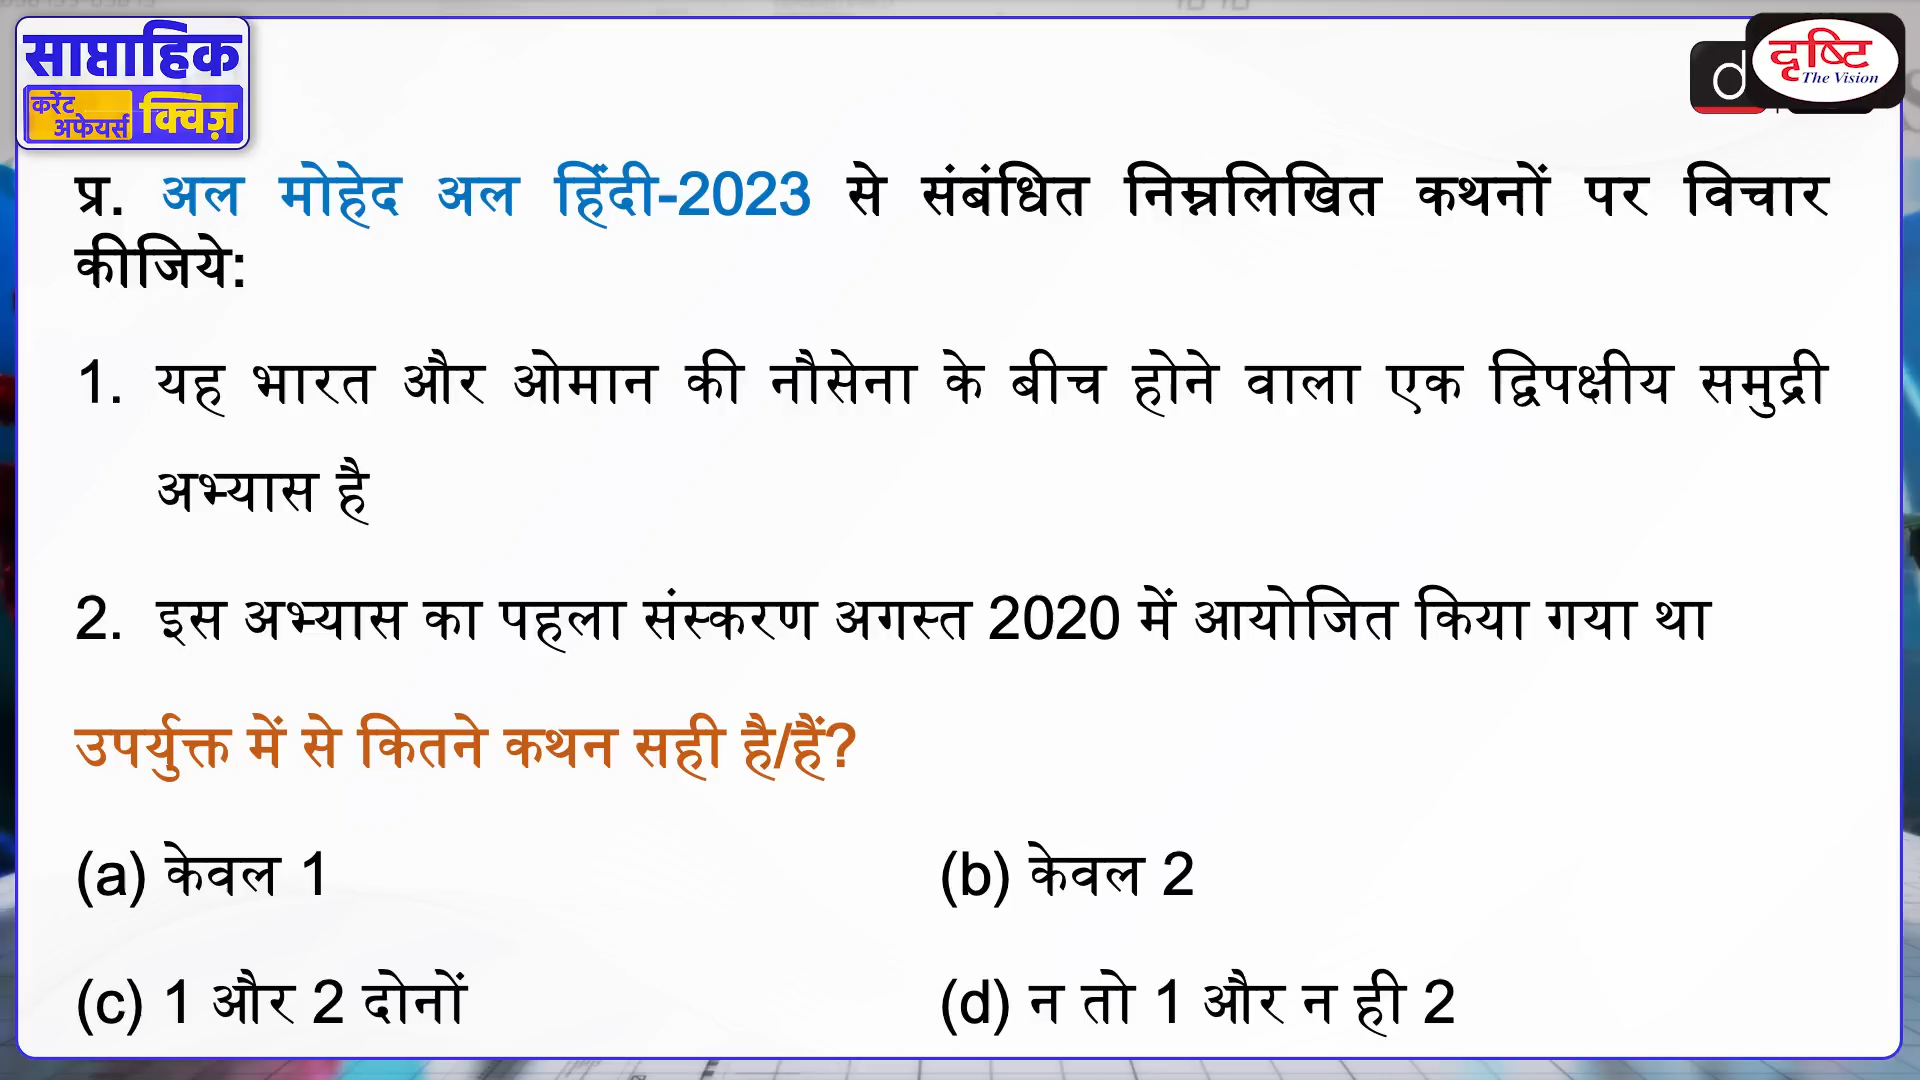 साप्ताहिक
करेंट
अफेयर्स क्विज़
d
दृष्टि
The Vision
प्र. अल मोहेद अल हिंदी-2023 से संबंधित निम्नलिखित कथनों पर विचार
कीजिये:
1. यह भारत और ओमान की नौसेना के बीच होने वाला एक द्विपक्षीय समुद्री
अभ्यास है
2. इस अभ्यास का पहला संस्करण अगस्त 2020 में आयोजित किया गया था
उपर्युक्त में से कितने कथन सही है/हैं?
(a) केवल 1
(b) केवल 2
(c) 1 और 2 दोनों
(d) न तो 1 और न ही 2